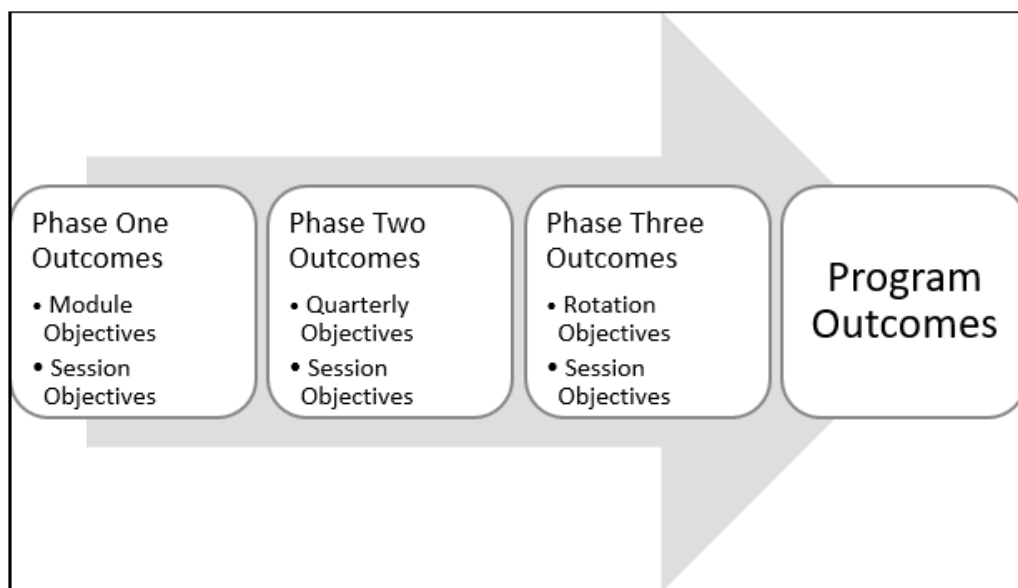 Phase One
Outcomes
• Module
Objectives
• Session
Objectives
Phase Two
Outcomes
• Quarterly
Objectives
• Session
Objectives
Phase Three
Outcomes
• Rotation
Objectives
• Session
Objectives
Program
Outcomes